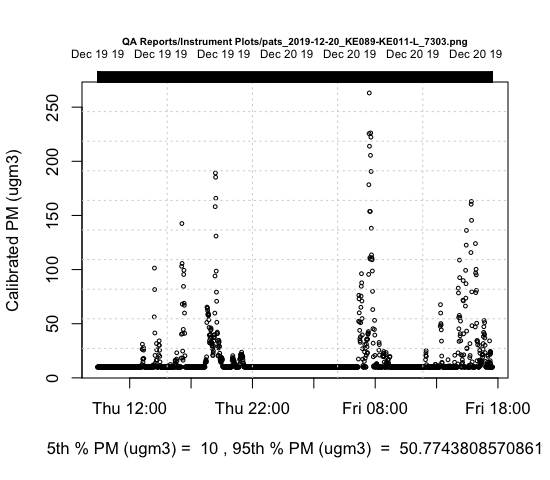 QA Reports/Instrument Plots/pats_2019-12-20_KE089-KE011-L_7303.png
Dec 19 19 Dec 19 19 Dec 19 19 Dec 20 19 Dec 20 19 Dec 20 19 Dec 20 19
Calibrated PM (ugm3)
250
200
150
100
50
0
Thu 12:00 Thu 22:00 Fri 08:00 Fri 18:00
5th % PM (ugm3) = 10 , 95th % PM (ugm3) = 50.7743808570861